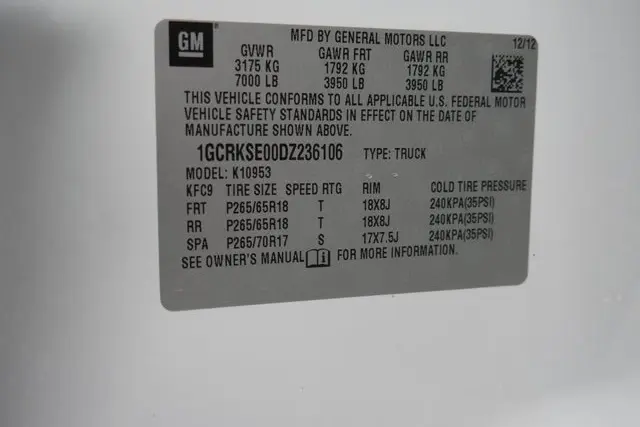 GM
MFD BY GENERAL MOTORS LLC
12/12
GVWR GAWR FRT GAWR RR
3175 KG 1792 KG 1792 KG
7000 LB 3950 LB 3950 LB
THIS VEHICLE CONFORMS TO ALL APPLICABLE U.S. FEDERAL MOTOR
VEHICLE SAFETY STANDARDS IN EFFECT ON THE DATE OF
MANUFACTURE SHOWN ABOVE.
1GCRKSE00DZ236106 TYPE: TRUCK
MODEL: K10953
KFC9 TIRE SIZE SPEED RTG RIM COLD TIRE PRESSURE
FRT P265/65R18 T 18X8J 240KPA(35PSI)
RR P265/65R18 T 18X8J 240KPA(35PSI)
SPA P265/70R17 S 17X7.5J 240KPA(35PSI)
SEE OWNER'S MANUAL FOR MORE INFORMATION.